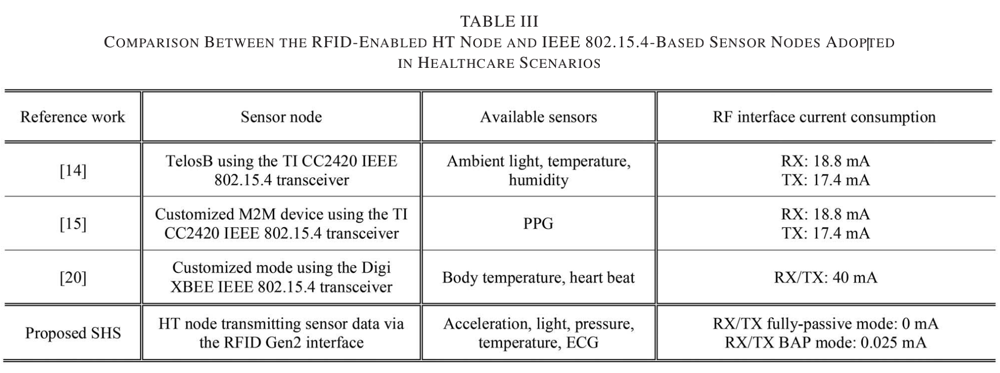 TABLE III
COMPARISON BETWEEN THE RFID-ENABLED HT NODE AND IEEE 802.15.4-BASED SENSOR NODES ADOPTED
IN HEALTHCARE SCENARIOS
Reference work
Sensor node
Available sensors
RF interface current consumption
[14]
TelosB using the TI CC2420 IEEE
802.15.4 transceiver
Ambient light, temperature,
humidity
RX: 18.8 mA
TX: 17.4 mA
[15]
Customized M2M device using the TI
CC2420 IEEE 802.15.4 transceiver
PPG
RX: 18.8 mA
TX: 17.4 mA
[20]
Customized mode using the Digi
XBEE IEEE 802.15.4 transceiver
Body temperature, heart beat
RX/TX: 40 mA
Proposed SHS
HT node transmitting sensor data via
the RFID Gen2 interface
Acceleration, light, pressure,
temperature, ECG
RX/TX fully-passive mode: 0 mA
RX/TX BAP mode: 0.025 mA